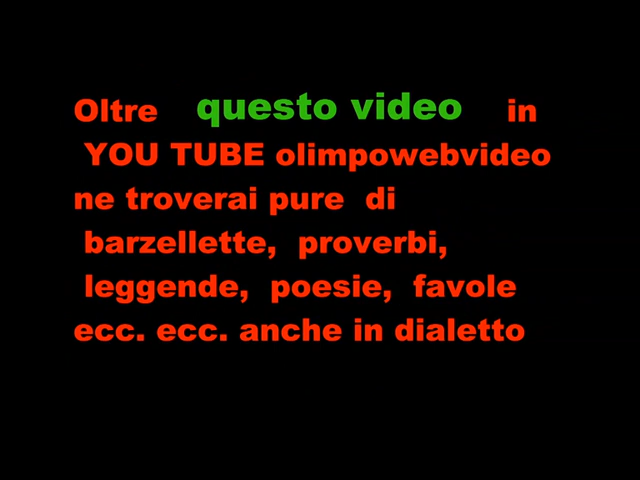 Oltre questo video in
YOU TUBE olimpowebvideo
ne troverai pure di
barzellette, proverbi,
leggende, poesie, favole
ecc. ecc. anche in dialetto